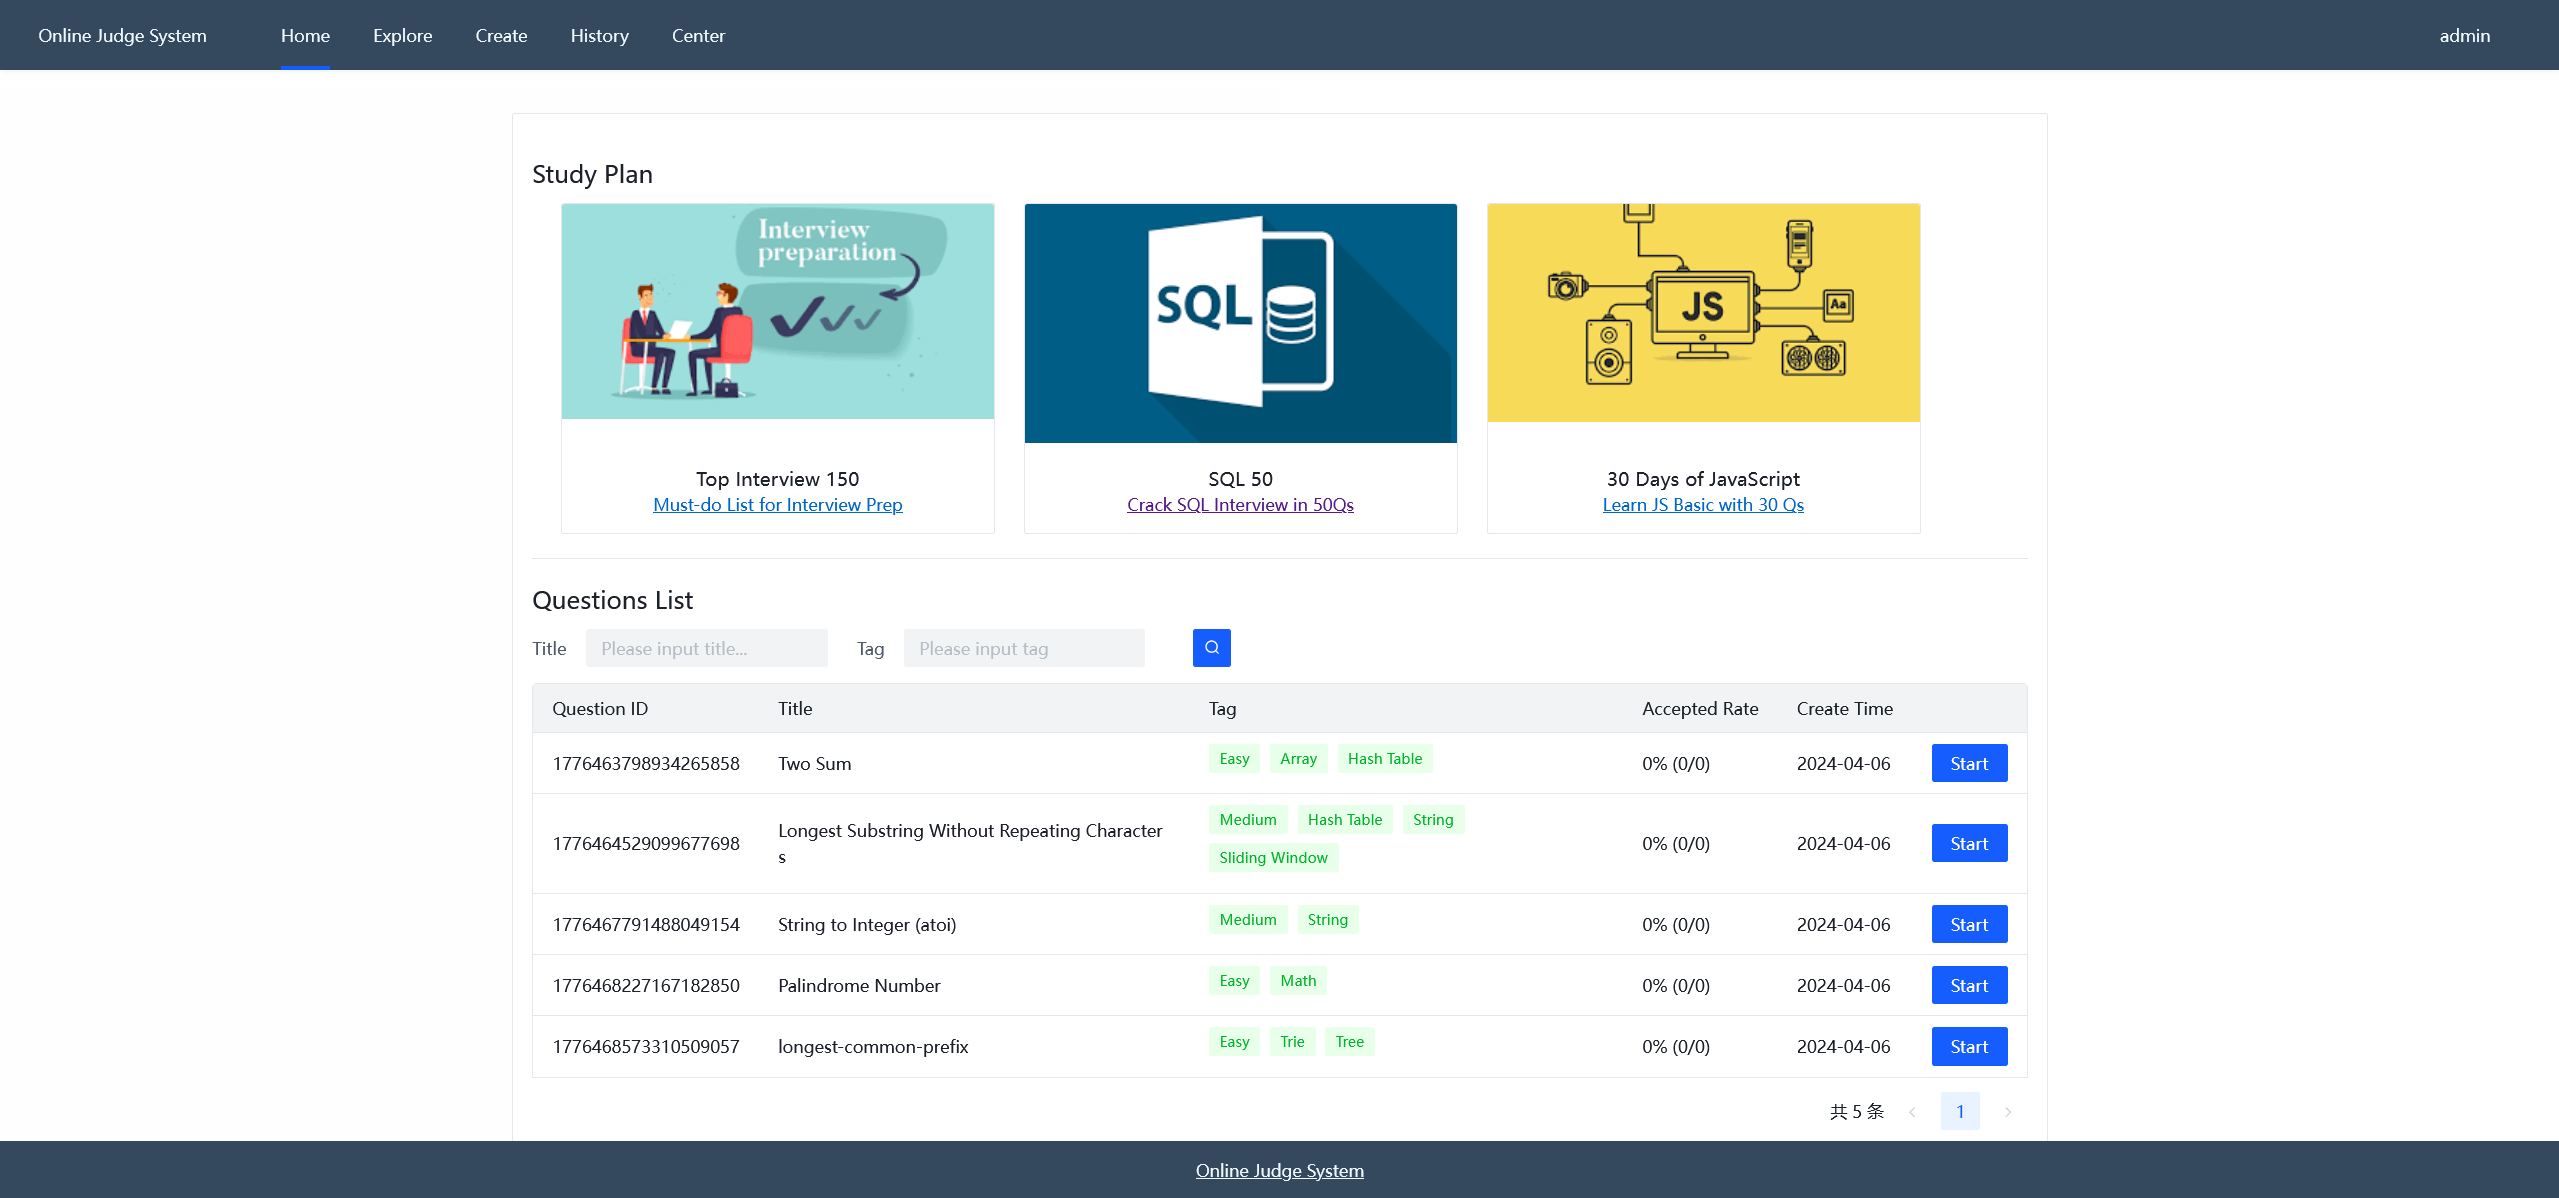 Online Judge System Home Explore Create History Center admin
Study Plan
Interview
preparation
SQL
JS
Aa
Top Interview 150
Must-do List for Interview Prep
SQL 50
Crack SQL Interview in 50Qs
30 Days of JavaScript
Learn JS Basic with 30 Qs
Questions List
Title Please input title... Tag Please input tag
Question ID Title Tag Accepted Rate Create Time
1776463798934265858 Two Sum Easy Array Hash Table 0% (0/0) 2024-04-06 Start
1776464529099677698 Longest Substring Without Repeating Character
s Medium Hash Table String
Sliding Window 0% (0/0) 2024-04-06 Start
1776467791488049154 String to Integer (atoi) Medium String 0% (0/0) 2024-04-06 Start
1776468227167182850 Palindrome Number Easy Math 0% (0/0) 2024-04-06 Start
1776468573310509057 longest-common-prefix Easy Trie Tree 0% (0/0) 2024-04-06 Start
共 5 条 1
Online Judge System